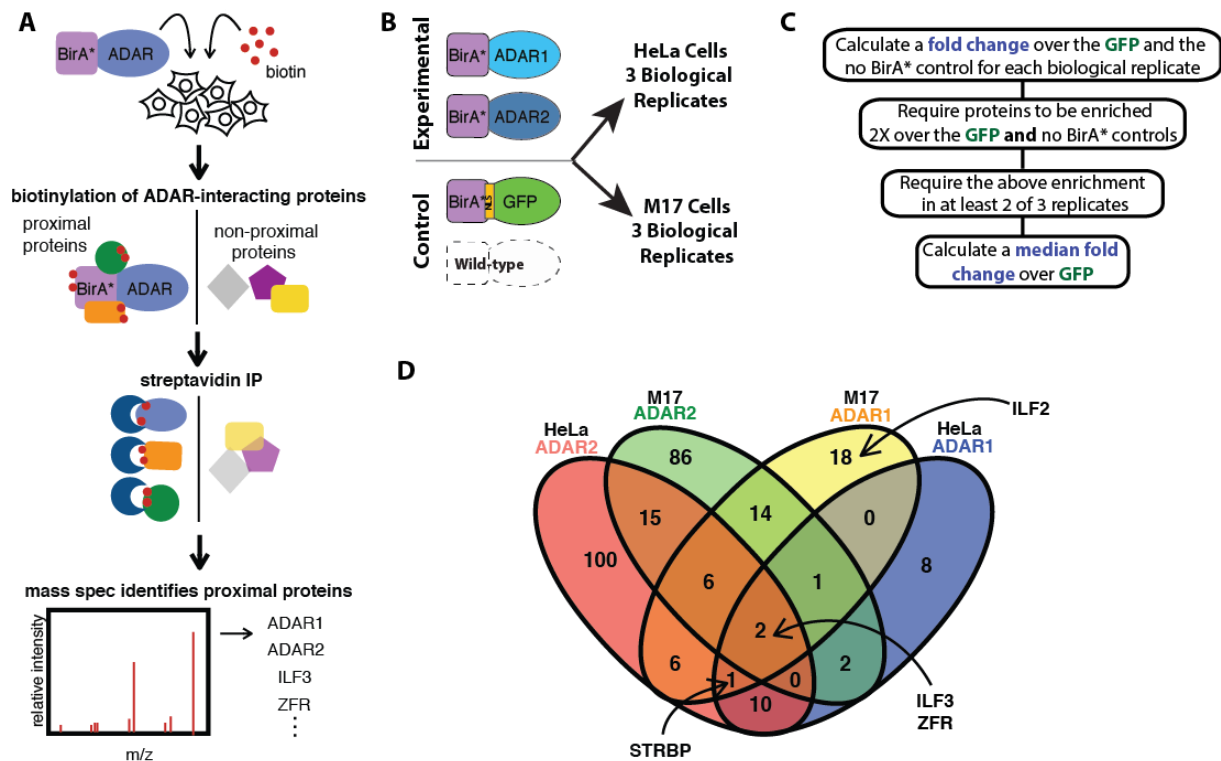 A
BirA*
ADAR
biotin
biotinylation of ADAR-interacting proteins
proximal
proteins
non-proximal
proteins
BirA*
ADAR
streptavidin IP
mass spec identifies proximal proteins
relative intensity
m/z
ADAR1
ADAR2
ILF3
ZFR
B
Experimental
Control
BirA*
ADAR1
BirA*
ADAR2
BirA*
NLS
GFP
Wild-type
HeLa Cells
3 Biological
Replicates
M17 Cells
3 Biological
Replicates
C
Calculate a fold change over the GFP and the
no BirA* control for each biological replicate
Require proteins to be enriched
2X over the GFP and no BirA* controls
Require the above enrichment
in at least 2 of 3 replicates
Calculate a median fold
change over GFP
D
HeLa
ADAR2
M17
ADAR2
M17
ADAR1
HeLa
ADAR1
ILF2
86
18
15
14
0
100
8
6
1
2
6
1
0
2
10
STRBP
ILF3
ZFR